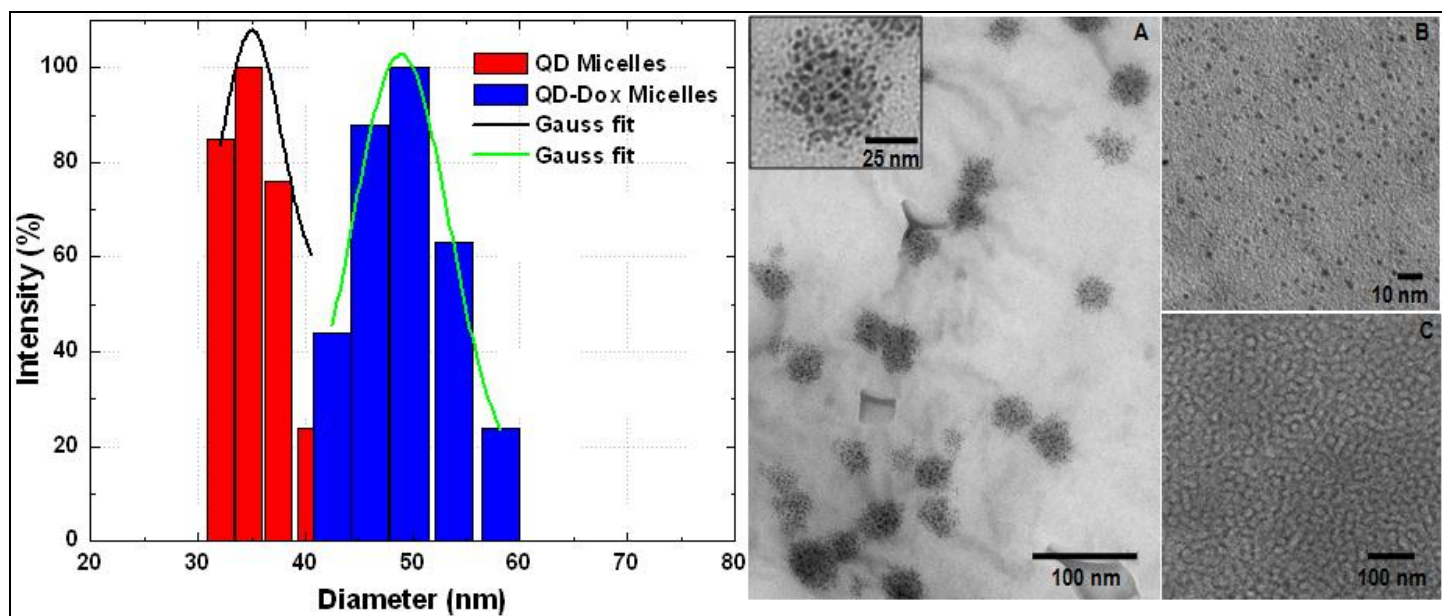 Intensity (%)
100
80
60
40
20
0
QD Micelles
QD-Dox Micelles
Gauss fit
Gauss fit
20 30 40 50 60 70 80
Diameter (nm)
A
25 nm
100 nm
B
10 nm
C
100 nm